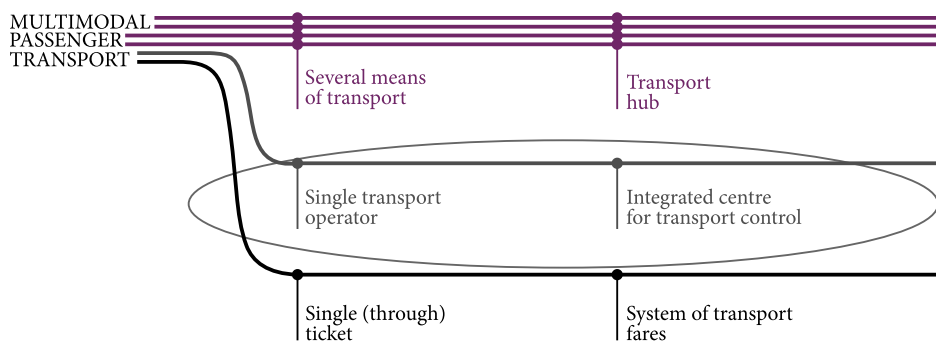 MULTIMODAL
PASSENGER
TRANSPORT
Several means
of transport
Transport
hub
Single transport
operator
Integrated centre
for transport control
Single (through)
ticket
System of transport
fares